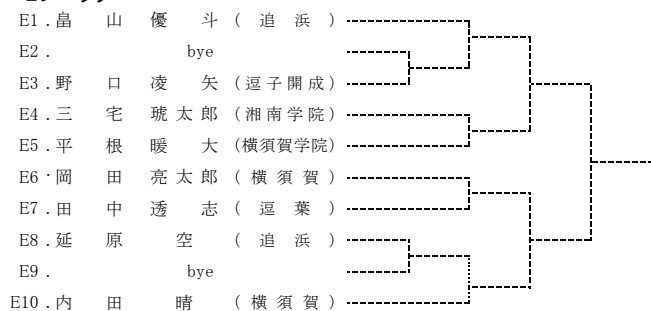 E1 . 畠 山 優 斗 ( 追 浜 )
E2 . bye
E3 . 野 口 凌 矢 (逗子開成)
E4 . 三 宅 琥太郎 (湘南学院)
E5 . 平 根 暖 大 (横須賀学院)
E6 . 岡 田 亮太郎 ( 横 須 賀 )
E7 . 田 中 透 志 ( 逗 葉 )
E8 . 延 原 空 ( 追 浜 )
E9 . bye
E10 . 内 田 晴 ( 横 須 賀 )